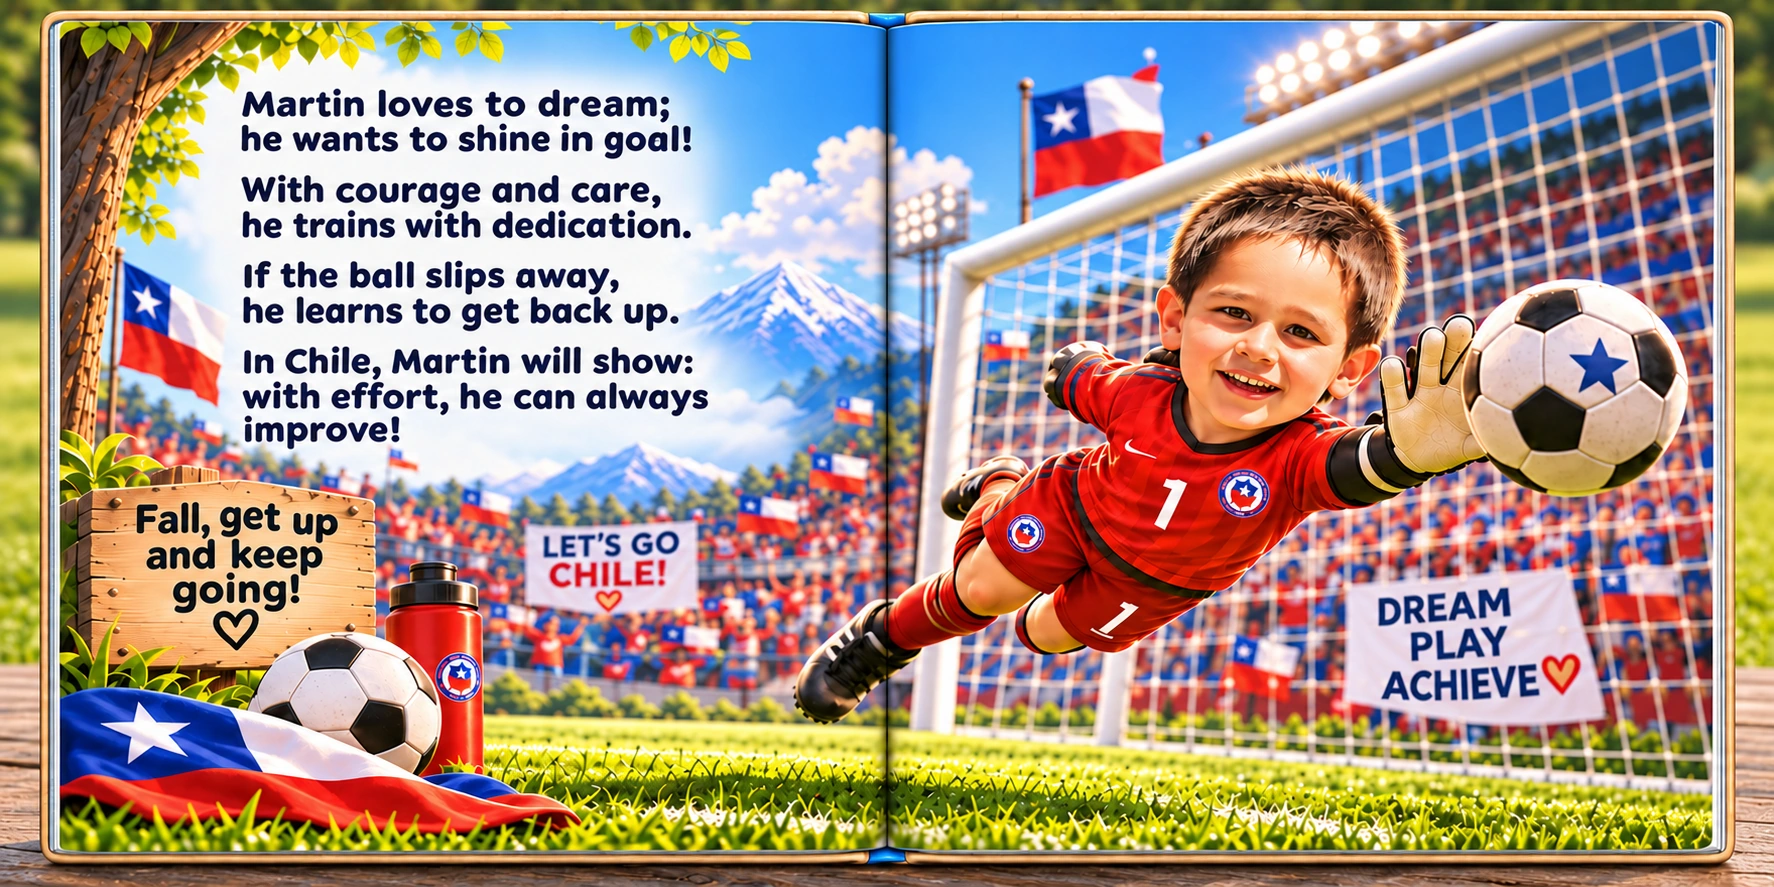 Martin loves to dream;
he wants to shine in goal!
With courage and care,
he trains with dedication.
If the ball slips away,
he learns to get back up.
In Chile, Martin will show:
with effort, he can always
improve!
Fall, get up
and keep
going!
LET'S GO
CHILE!
1
1
DREAM
PLAY
ACHIEVE